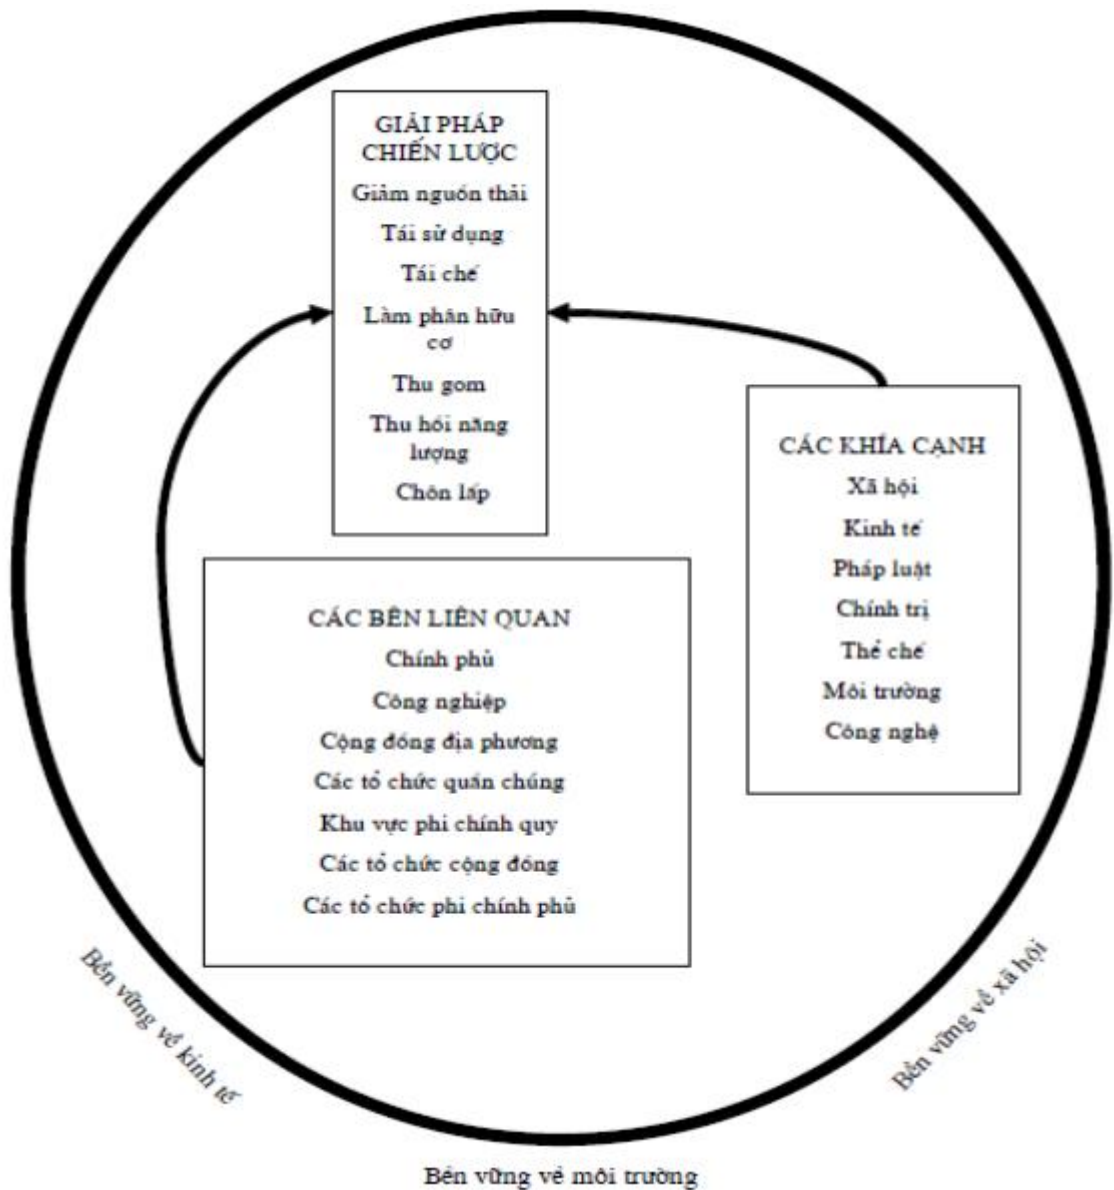 GIẢI PHÁP
CHIẾN LƯỢC
Giảm nguồn thải
Tái sử dụng
Tái chế
Làm phân hữu
cơ
Thu gom
Thu hồi năng
lượng
Chôn lấp
CÁC KHÍA CẠNH
Xã hội
Kinh tế
Pháp luật
Chính trị
Thể chế
Môi trường
Công nghệ
CÁC BÊN LIÊN QUAN
Chính phủ
Công nghiệp
Cộng đồng địa phương
Các tổ chức quần chúng
Khu vực phi chính quy
Các tổ chức cộng đồng
Các tổ chức phi chính phủ
Bền vững về kinh tế
Bền vững về môi trường
Bền vững về xã hội